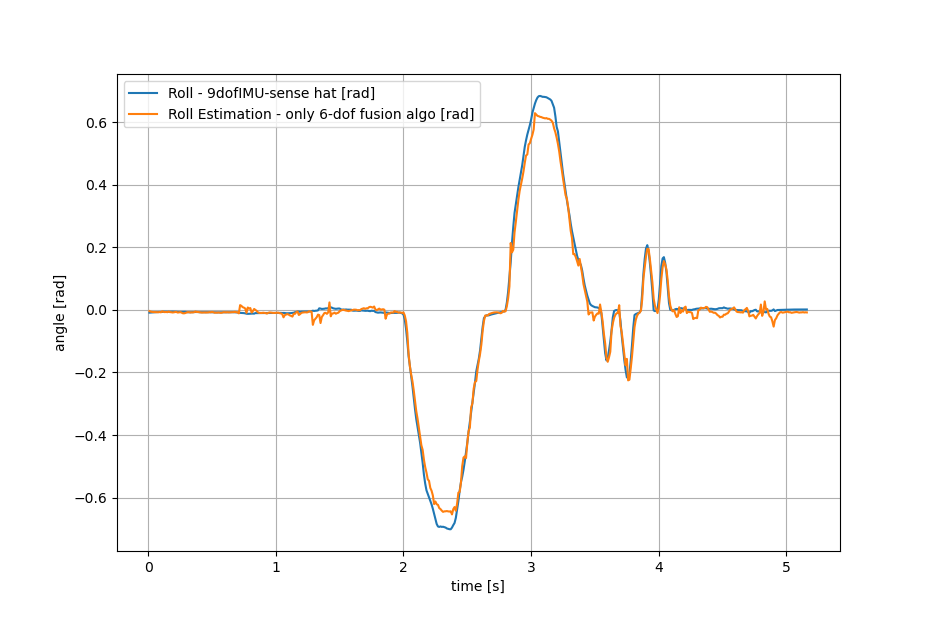 Roll - 9dofIMU-sense hat [rad]
Roll Estimation - only 6-dof fusion algo [rad]
0.6
0.4
0.2
0.0
−0.2
−0.4
−0.6
angle [rad]
0 1 2 3 4 5
time [s]